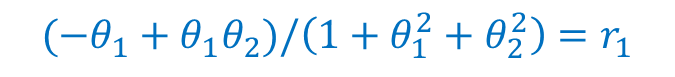 (−θ₁ + θ₁θ₂)/(1 + θ₁² + θ₂²) = r₁